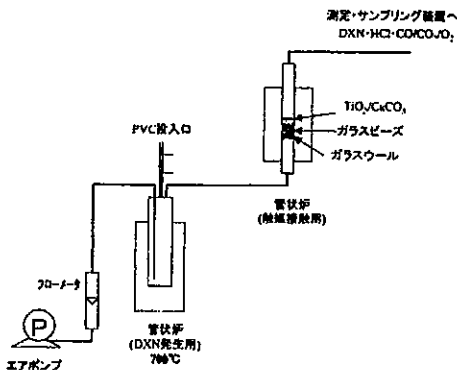 測定・サンプリング装置へ
DXN・HCl・CO/CO₂/O₂
TiO₂/CaCO₃
ガラスビーズ
ガラスウール
PVC投入口
管状炉
(触媒接触用)
フローメータ
管状炉
(DXN発生用)
700℃
P
エアポンプ